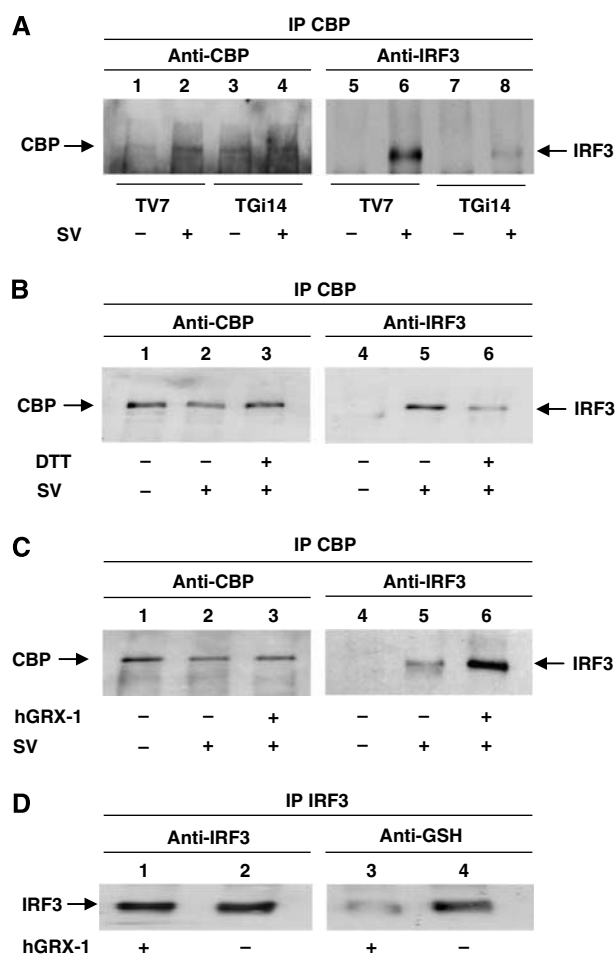 A
IP CBP
Anti-CBP Anti-IRF3
1 2 3 4 5 6 7 8
CBP IRF3
TV7 TGi14 TV7 TGi14
SV – + – + – + – +
B
IP CBP
Anti-CBP Anti-IRF3
1 2 3 4 5 6
CBP IRF3
DTT – – + – – +
SV – + + – + +
C
IP CBP
Anti-CBP Anti-IRF3
1 2 3 4 5 6
CBP IRF3
hGRX-1 – – + – – +
SV – + + – + +
D
IP IRF3
Anti-IRF3 Anti-GSH
1 2 3 4
IRF3
hGRX-1 + – + –